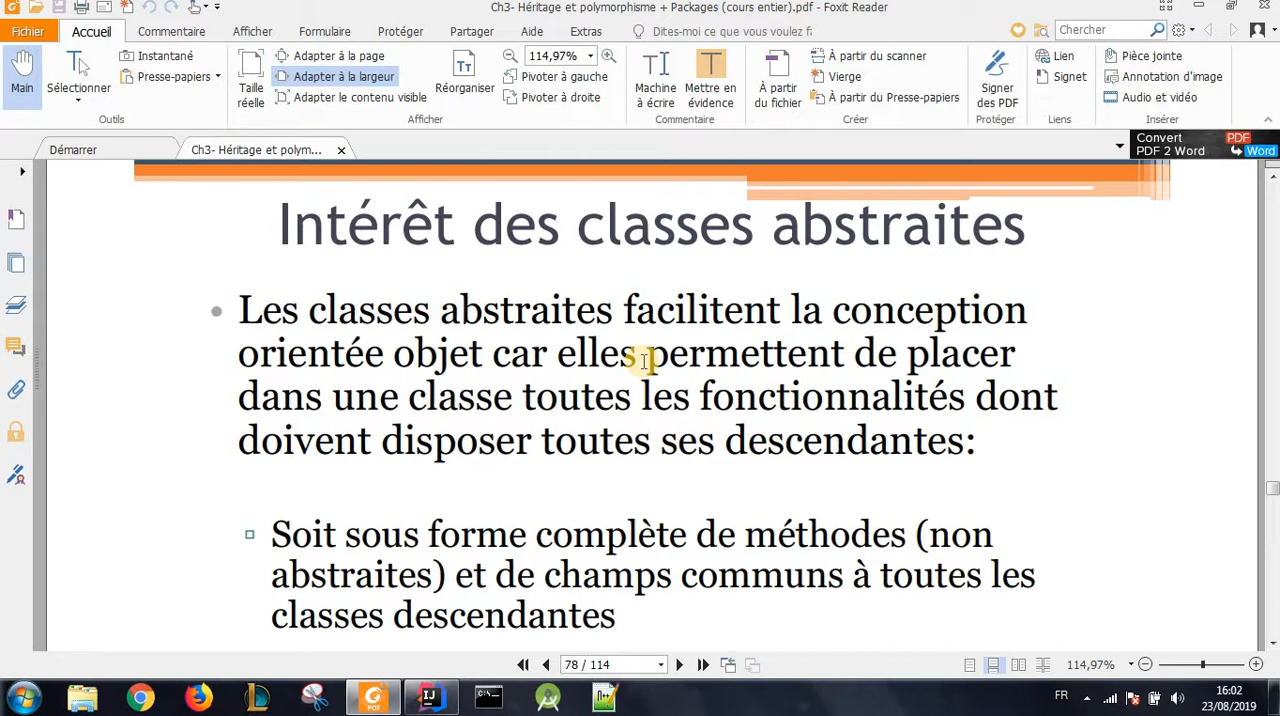 Ch3- Héritage et polymorphisme + Packages (cours entier).pdf - Foxit Reader
Fichier Accueil Commentaire Afficher Formulaire Protéger Partager Aide Extras Dites-moi ce que vous voulez f: Chercher
Main
Sélectionner
Instantané
Presse-papiers
Outils
Taille réelle
Adapter à la page
Adapter à la largeur
Adapter le contenu visible
Réorganiser
114,97%
Pivoter à gauche
Pivoter à droite
Afficher
Machine à écrire
Mettre en évidence
Commentaire
À partir du fichier
À partir du scanner
Vierge
À partir du Presse-papiers
Créer
Signer des PDF
Protéger
Lien
Signet
Liens
Pièce jointe
Annotation d'image
Audio et vidéo
Insérer
Démarrer
Ch3- Héritage et polym...
Convert PDF
PDF 2 Word Word
Intérêt des classes abstraites
• Les classes abstraites facilitent la conception
orientée objet car elles permettent de placer
dans une classe toutes les fonctionnalités dont
doivent disposer toutes ses descendantes:
▫ Soit sous forme complète de méthodes (non
abstraites) et de champs communs à toutes les
classes descendantes
78 / 114
114,97%
FR
16:02
23/08/2019